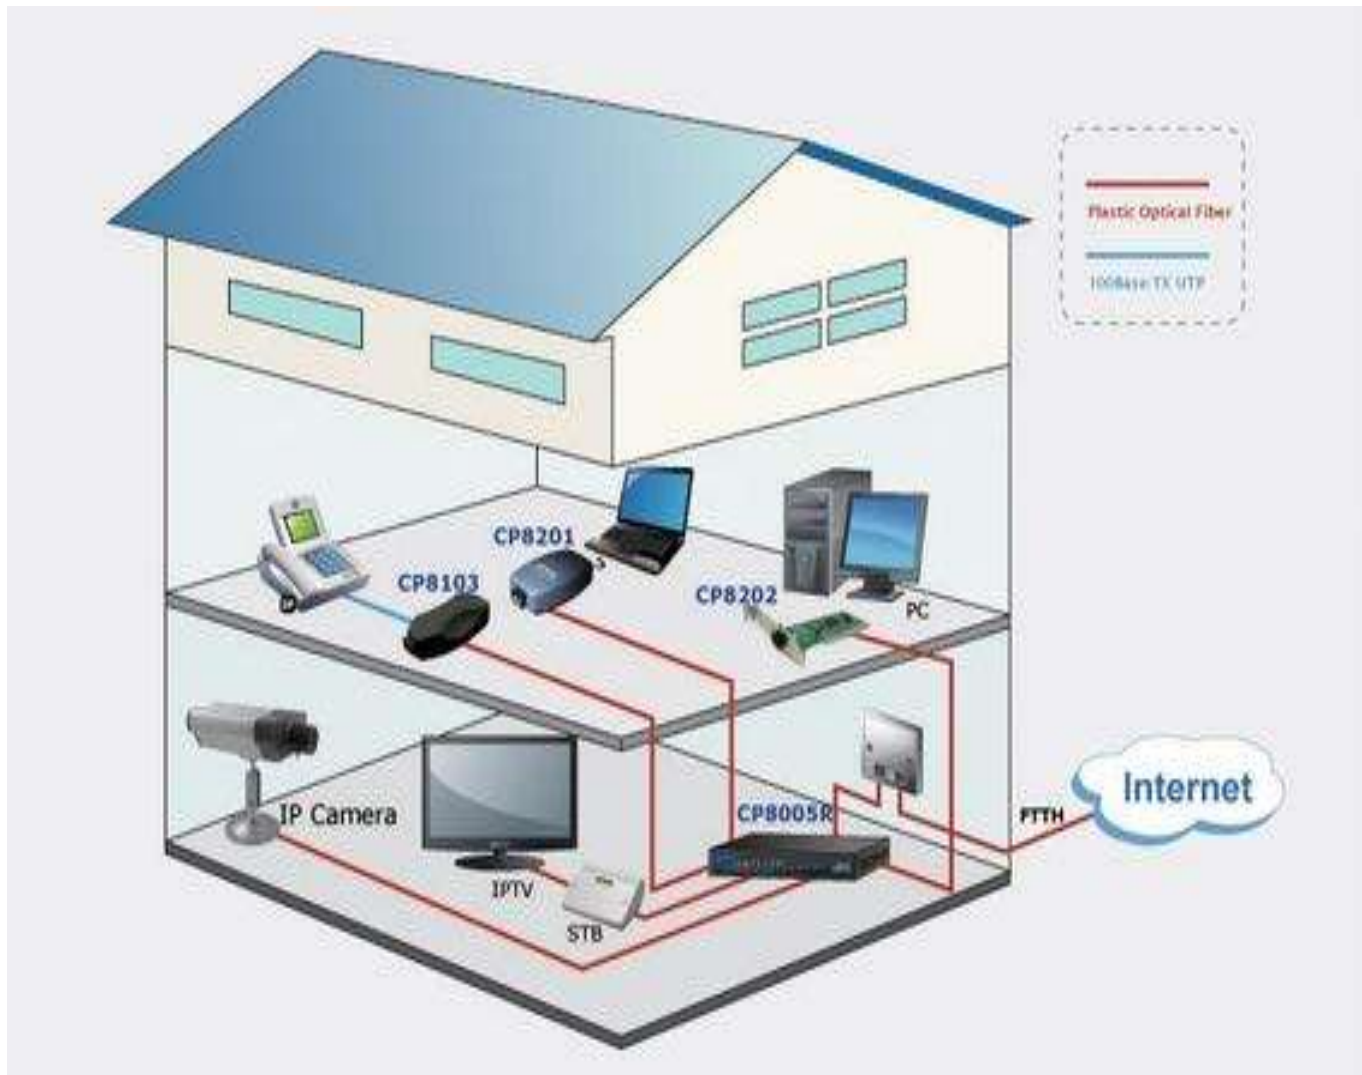 Plastic Optical Fiber
100Base TX UTP
CP8201
CP8103
CP8202
PC
IP Camera
CP8005R
Internet
FTTH
IPTV
STB